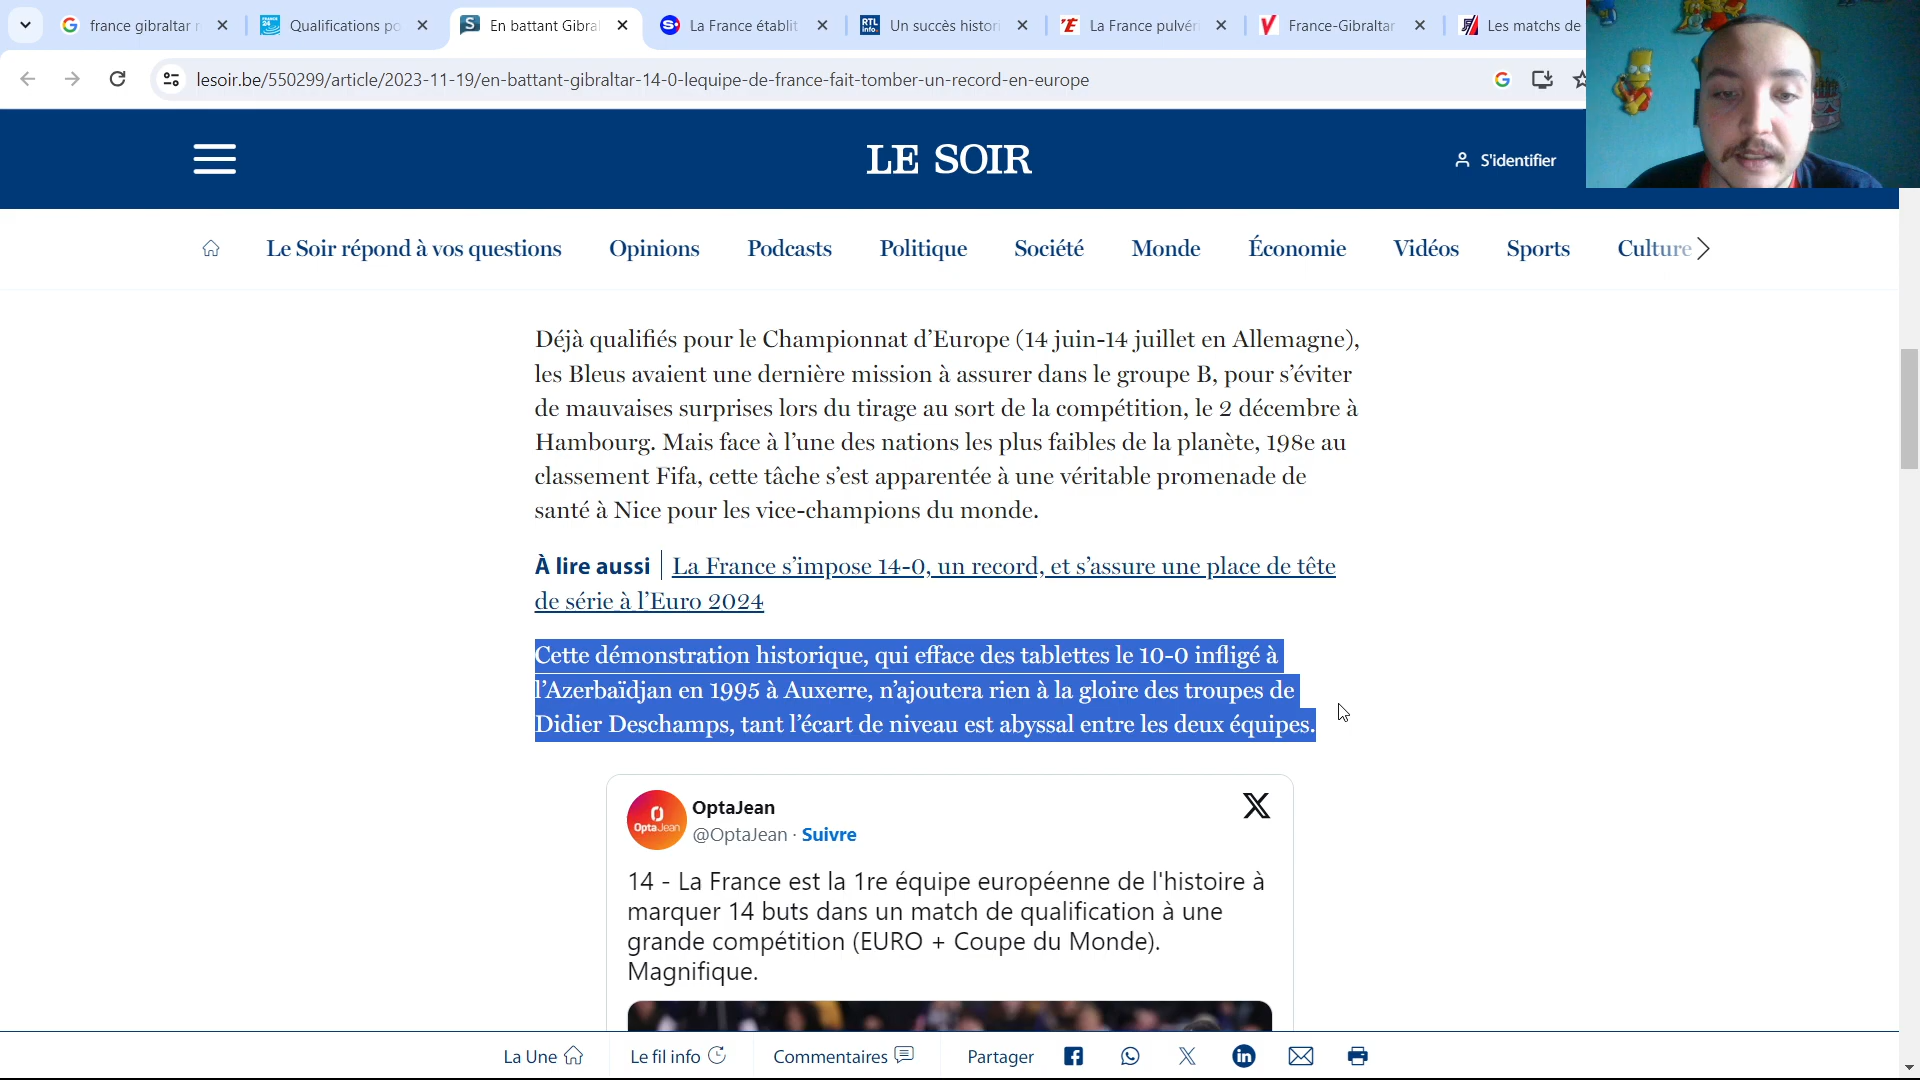 france gibraltar
Qualifications po
En battant Gibral
La France établit
Un succès histori
La France pulvéri
France-Gibraltar
Les matchs de
lesoir.be/550299/article/2023-11-19/en-battant-gibraltar-14-0-lequipe-de-france-fait-tomber-un-record-en-europe
LE SOIR
S'identifier
Le Soir répond à vos questions
Opinions
Podcasts
Politique
Société
Monde
Économie
Vidéos
Sports
Culture
Déjà qualifiés pour le Championnat d’Europe (14 juin-14 juillet en Allemagne),
les Bleus avaient une dernière mission à assurer dans le groupe B, pour s’éviter
de mauvaises surprises lors du tirage au sort de la compétition, le 2 décembre à
Hambourg. Mais face à l’une des nations les plus faibles de la planète, 198e au
classement Fifa, cette tâche s’est apparentée à une véritable promenade de
santé à Nice pour les vice-champions du monde.
À lire aussi | La France s’impose 14-0, un record, et s’assure une place de tête
de série à l’Euro 2024
Cette démonstration historique, qui efface des tablettes le 10-0 infligé à
l’Azerbaïdjan en 1995 à Auxerre, n’ajoutera rien à la gloire des troupes de
Didier Deschamps, tant l’écart de niveau est abyssal entre les deux équipes.
OptaJean
@OptaJean · Suivre
14 - La France est la 1re équipe européenne de l'histoire à
marquer 14 buts dans un match de qualification à une
grande compétition (EURO + Coupe du Monde).
Magnifique.
La Une
Le fil info
Commentaires
Partager